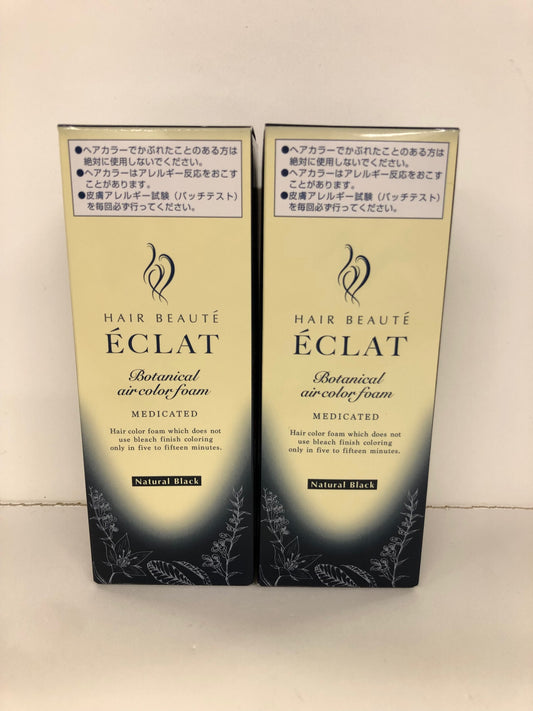 ●ヘアカラーでかぶれたことのある方は
絶対に使用しないでください。
●ヘアカラーはアレルギー反応をおこす
ことがあります。
●皮膚アレルギー試験(パッチテスト)
を毎回必ず行ってください。
HAIR BEAUTÉ
ÉCLAT
Botanical
air color foam
MEDICATED
Hair color foam which does not
use bleach finish coloring
only in five to fifteen minutes.
Natural Black
●ヘアカラーでかぶれたことのある方は
絶対に使用しないでください。
●ヘアカラーはアレルギー反応をおこす
ことがあります。
●皮膚アレルギー試験(パッチテスト)
を毎回必ず行ってください。
HAIR BEAUTÉ
ÉCLAT
Botanical
air color foam
MEDICATED
Hair color foam which does not
use bleach finish coloring
only in five to fifteen minutes.
Natural Black